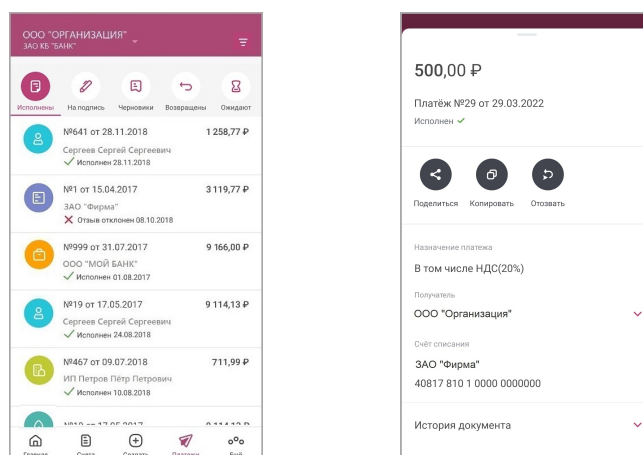 ООО "ОРГАНИЗАЦИЯ"
ЗАО КБ "БАНК"
Исполнены
На подпись
Черновики
Возвращены
Ожидают
№641 от 28.11.2018
1 258,77 ₽
Сергеев Сергей Сергеевич
Исполнен 28.11.2018
№1 от 15.04.2017
3 119,77 ₽
ЗАО "Фирма"
Отзыв отклонен 08.10.2018
№999 от 31.07.2017
9 166,00 ₽
ООО "МОЙ БАНК"
Исполнен 01.08.2017
№19 от 17.05.2017
9 114,13 ₽
Сергеев Сергей Сергеевич
Исполнен 24.08.2017
№467 от 09.07.2018
711,99 ₽
ИП Петров Пётр Петрович
Исполнен 10.08.2018
Главная
Счета
Создать
Платежи
Ещё
500,00 ₽
Платёж №29 от 29.03.2022
Исполнен
Поделиться
Копировать
Отозвать
Назначение платежа
В том числе НДС(20%)
Получатель
ООО "Организация"
Счёт списания
ЗАО "Фирма"
40817 810 1 0000 0000000
История документа